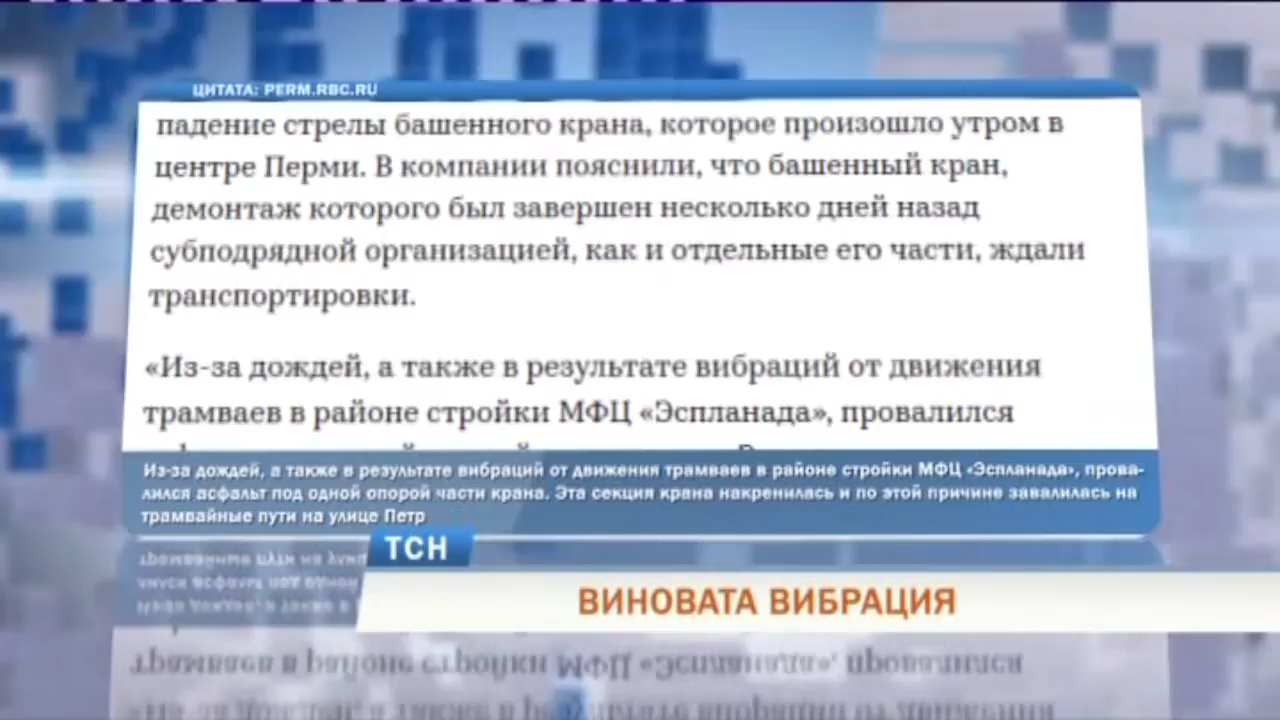 ЦИТАТА: PERM.RBC.RU
падение стрелы башенного крана, которое произошло утром в
центре Перми. В компании пояснили, что башенный кран,
демонтаж которого был завершен несколько дней назад
субподрядной организацией, как и отдельные его части, ждали
транспортировки.
«Из-за дождей, а также в результате вибраций от движения
трамваев в районе стройки МФЦ «Эспланада», провалился
Из-за дождей, а также в результате вибраций от движения трамваев в районе стройки МФЦ «Эспланада», прова-
лился асфальт под одной опорой части крана. Эта секция крана накренилась и по этой причине завалилась на
трамвайные пути на улице Петр
ТСН
ВИНОВАТА ВИБРАЦИЯ